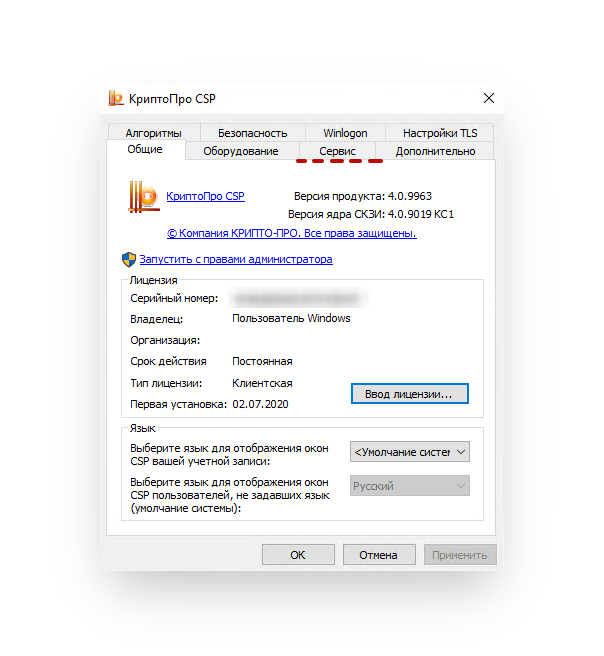 КриптоПро CSP
Алгоритмы Безопасность Winlogon Настройки TLS
Общие Оборудование Сервис Дополнительно
КриптоПро CSP Версия продукта: 4.0.9963
Версия ядра СКЗИ: 4.0.9019 КС1
© Компания КРИПТО-ПРО. Все права защищены.
Запустить с правами администратора
Лицензия
Серийный номер:
Владелец: Пользователь Windows
Организация:
Срок действия Постоянная
Тип лицензии: Клиентская
Ввод лицензии...
Первая установка: 02.07.2020
Язык
Выберите язык для отображения окон
CSP вашей учетной записи:
<Умолчание систем
Выберите язык для отображения окон
CSP пользователей, не задавших язык
(умолчание системы):
Русский
ОК Отмена Применить